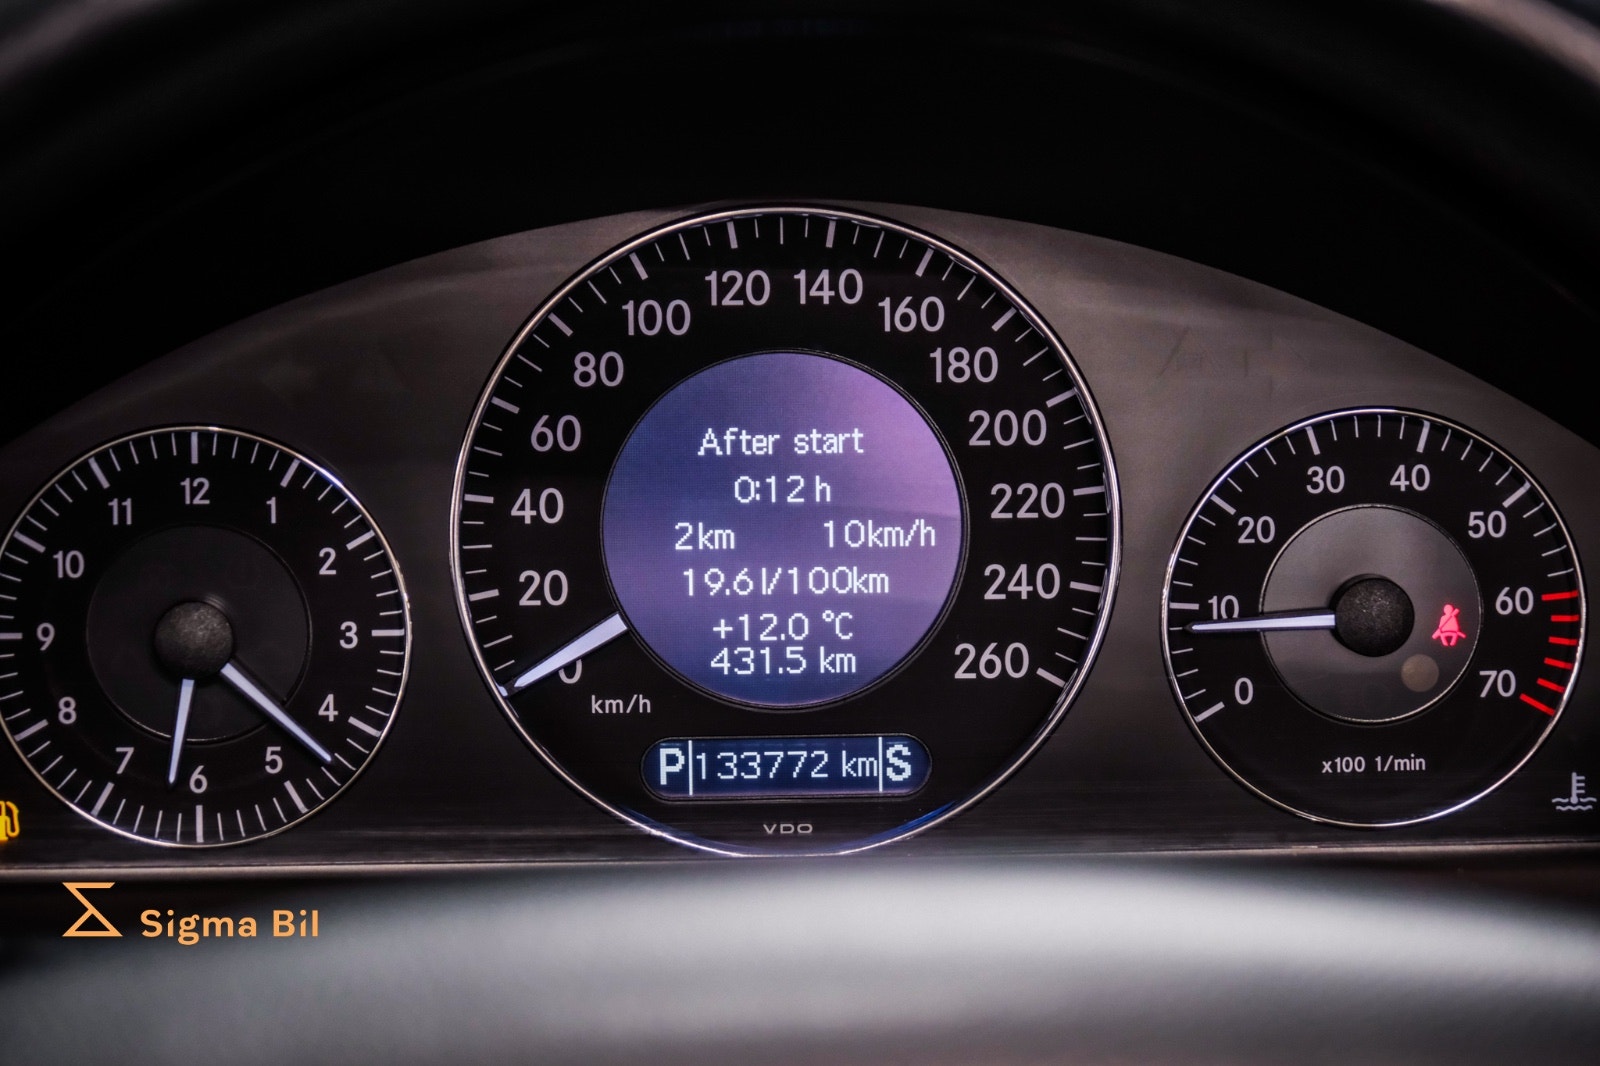 120 140
100 160
80 180
60 200
40 220
20 240
0 260
km/h
After start
0:12 h
2km 10km/h
19.6 l/100km
+12.0 °C
431.5 km
P 133772 km S
VDO
12
1
2
3
4
5
6
7
8
9
10
11
0
10
20
30
40
50
60
70
x100 1/min
Sigma Bil